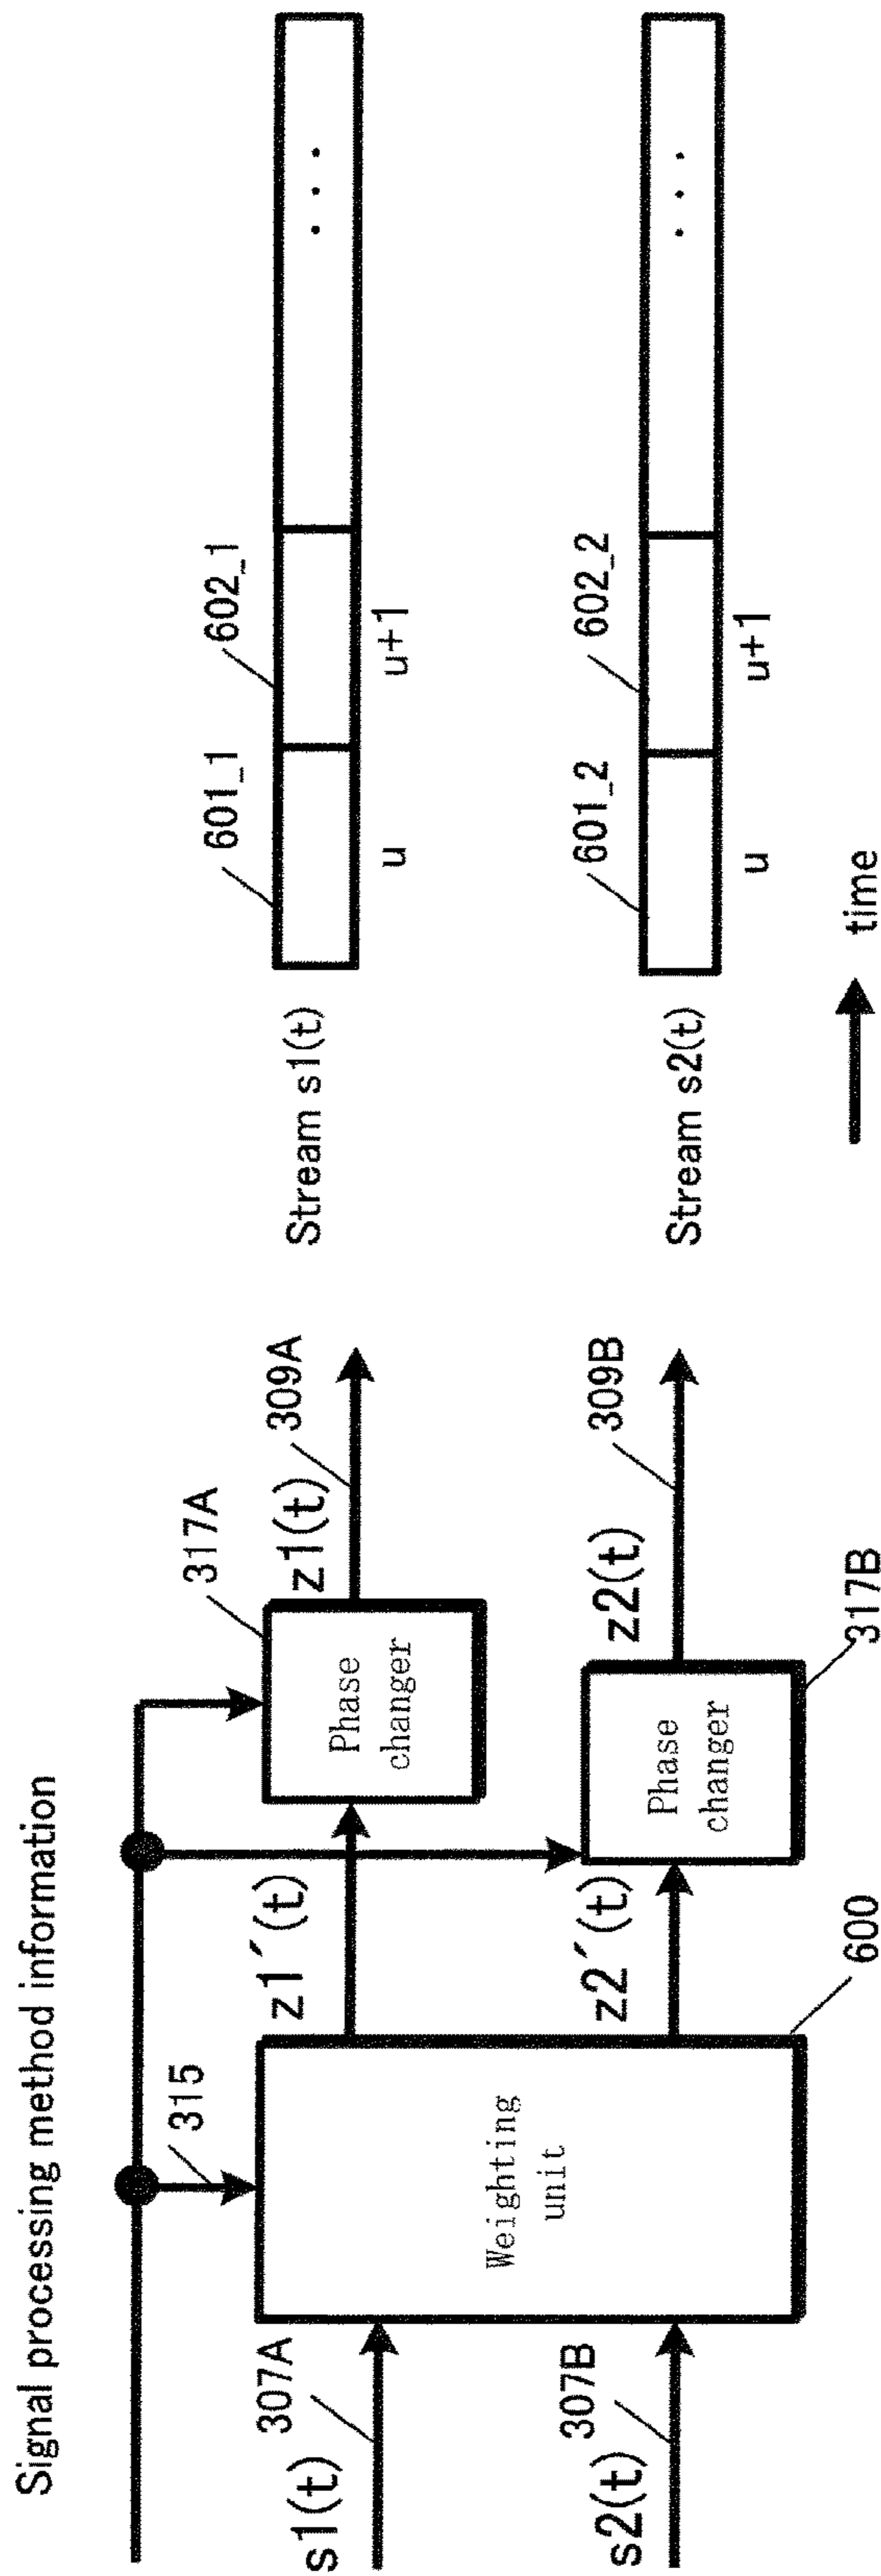 Signal processing method information
315
317A
s1(t)
307A
z1´(t)
Phase
changer
z1(t)
309A
Weighting
unit
s2(t)
307B
z2´(t)
Phase
changer
z2(t)
309B
600
317B
601_1
602_1
Stream s1(t)
. . .
u
u+1
601_2
602_2
Stream s2(t)
. . .
u
u+1
time